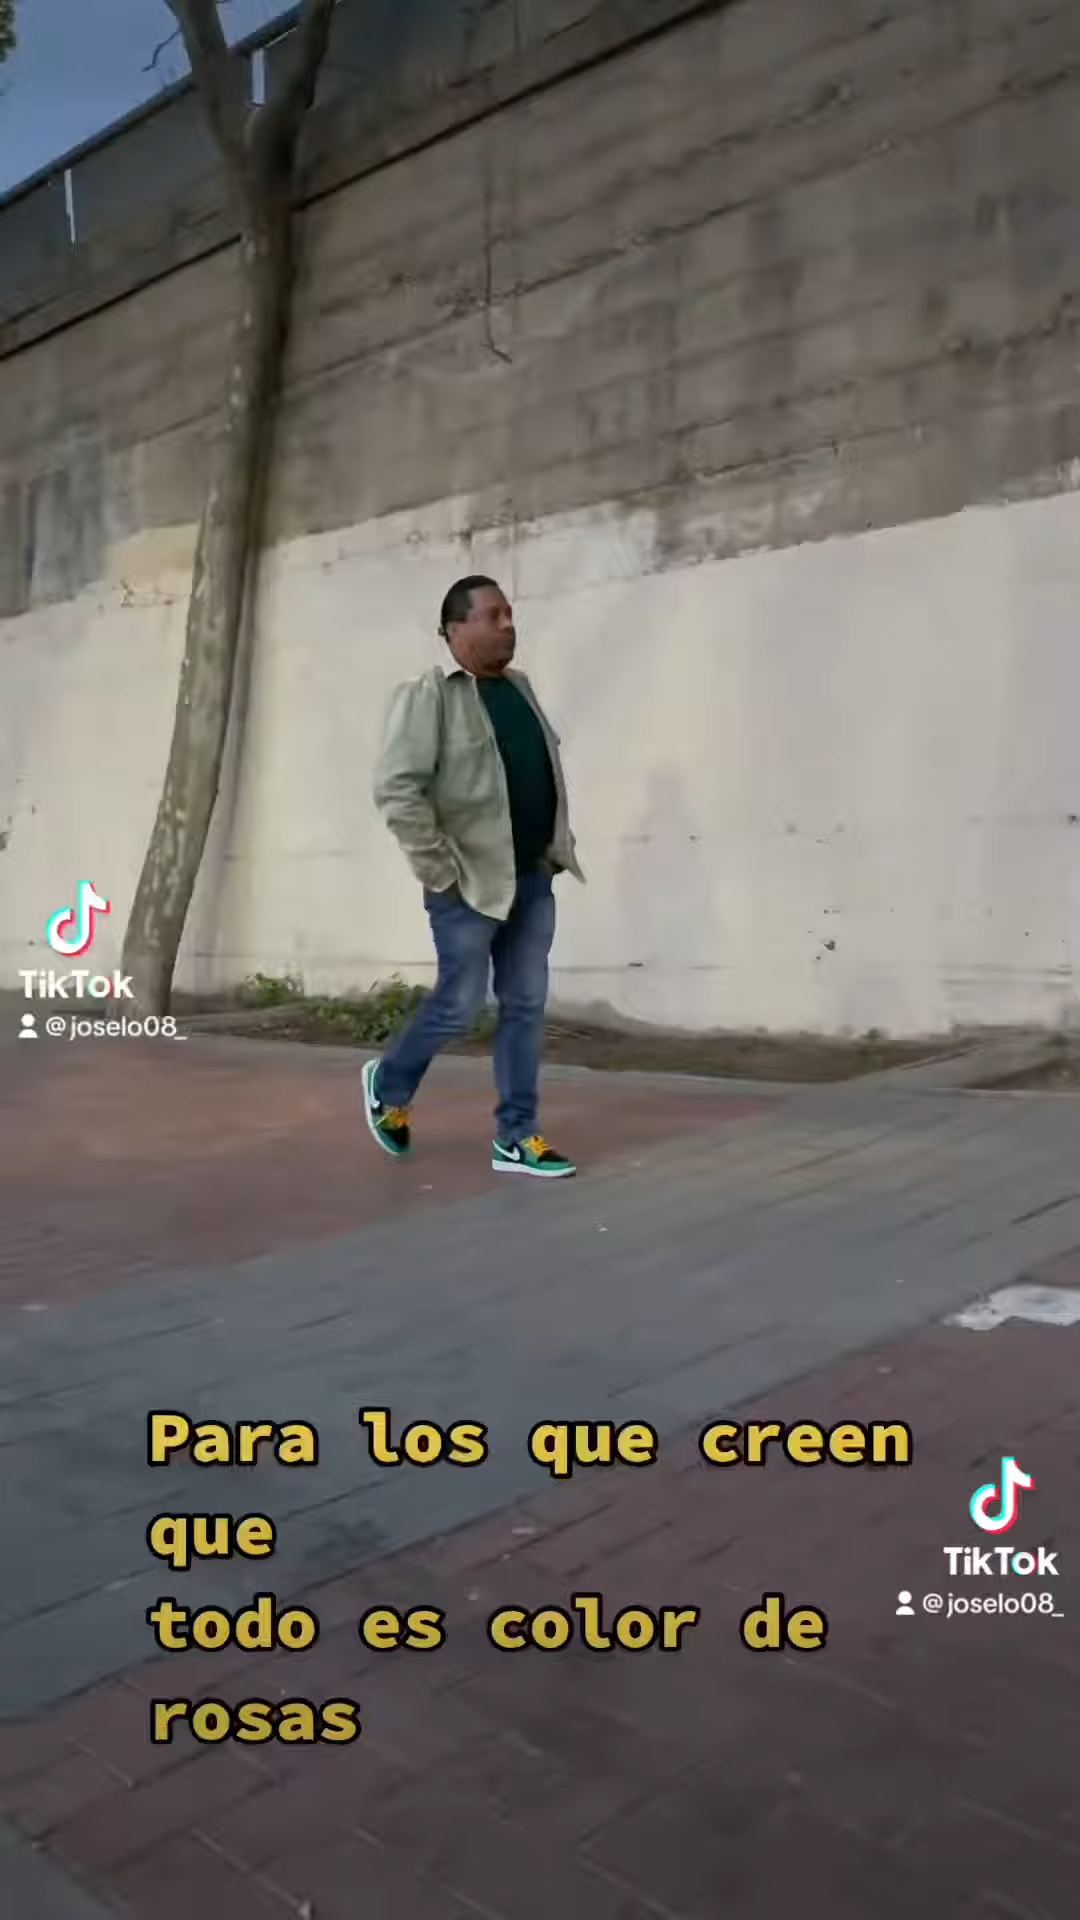 TikTok
@joselo08_
Para los que creen
que
todo es color de
rosas
TikTok
@joselo08_